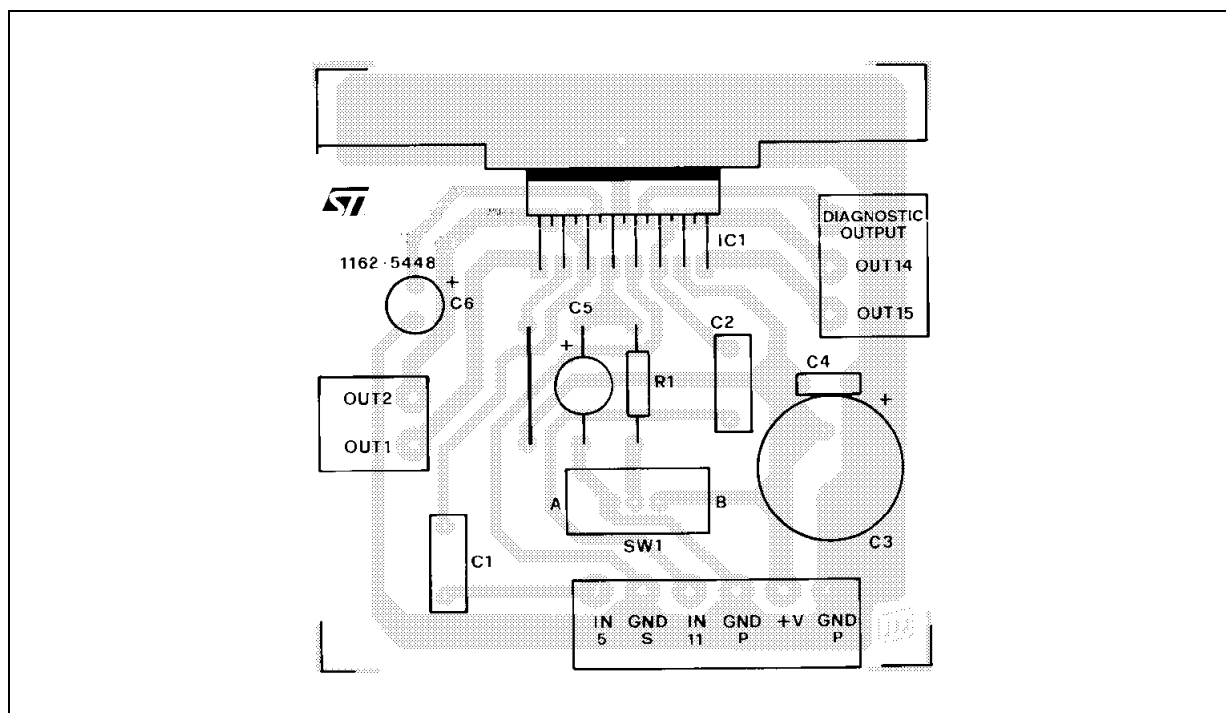 ST
DIAGNOSTIC
OUTPUT
IC1
OUT14
1162·5448
+
C6
OUT15
C5
C2
+
C4
R1
+
OUT2
OUT1
A
B
SW1
C3
C1
IN GND IN GND +V GND
5 S 11 P P